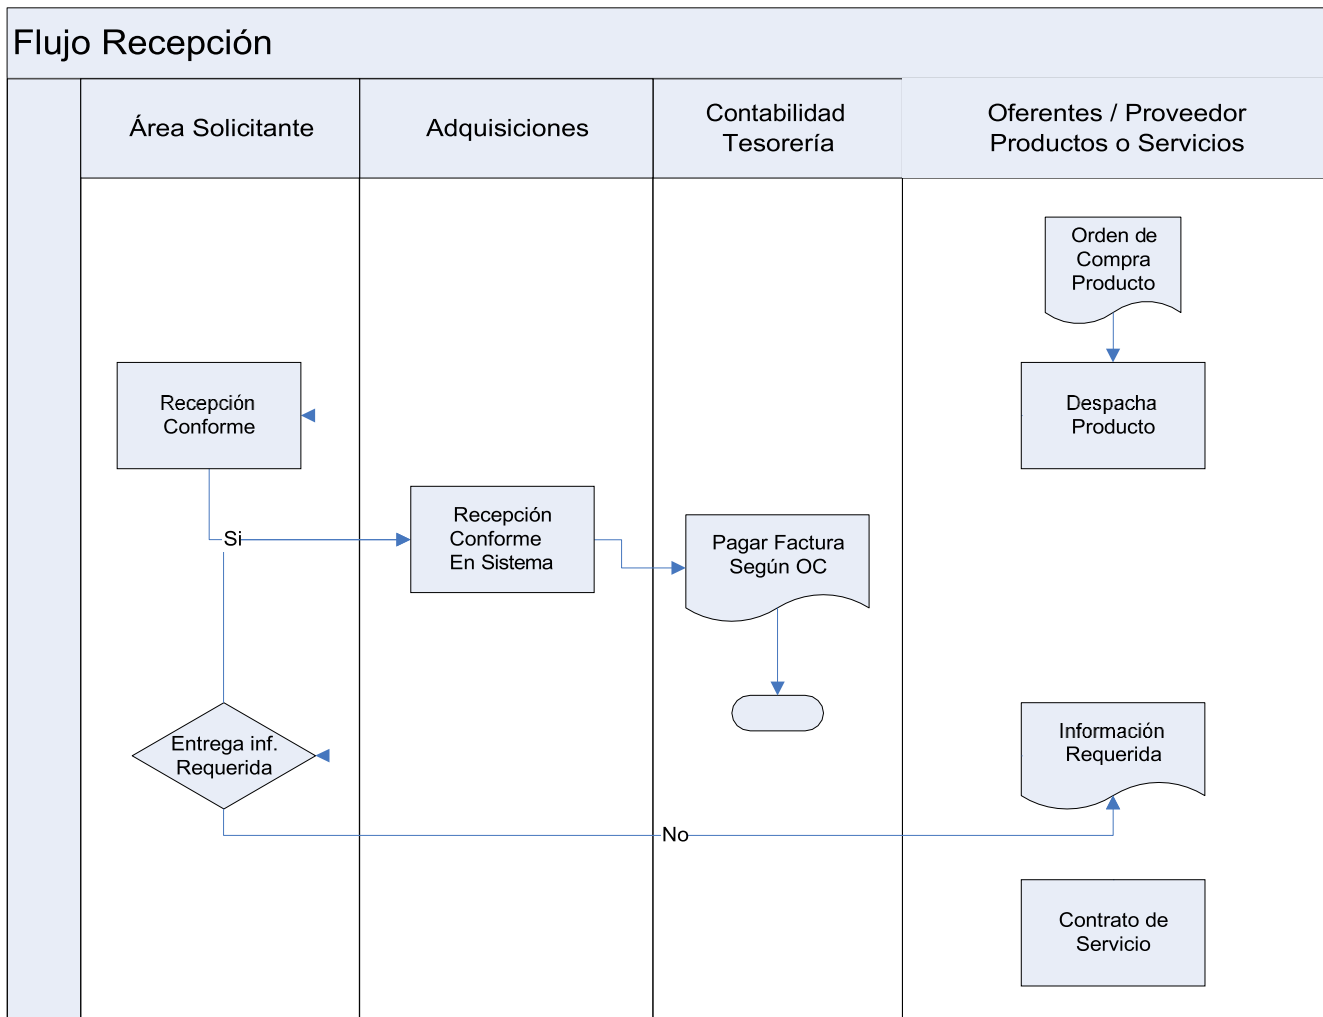 Flujo Recepción
Área Solicitante
Adquisiciones
Contabilidad
Tesorería
Oferentes / Proveedor
Productos o Servicios
Orden de
Compra
Producto
Recepción
Conforme
Despacha
Producto
Si
Recepción
Conforme
En Sistema
Pagar Factura
Según OC
Entrega inf.
Requerida
Información
Requerida
No
Contrato de
Servicio